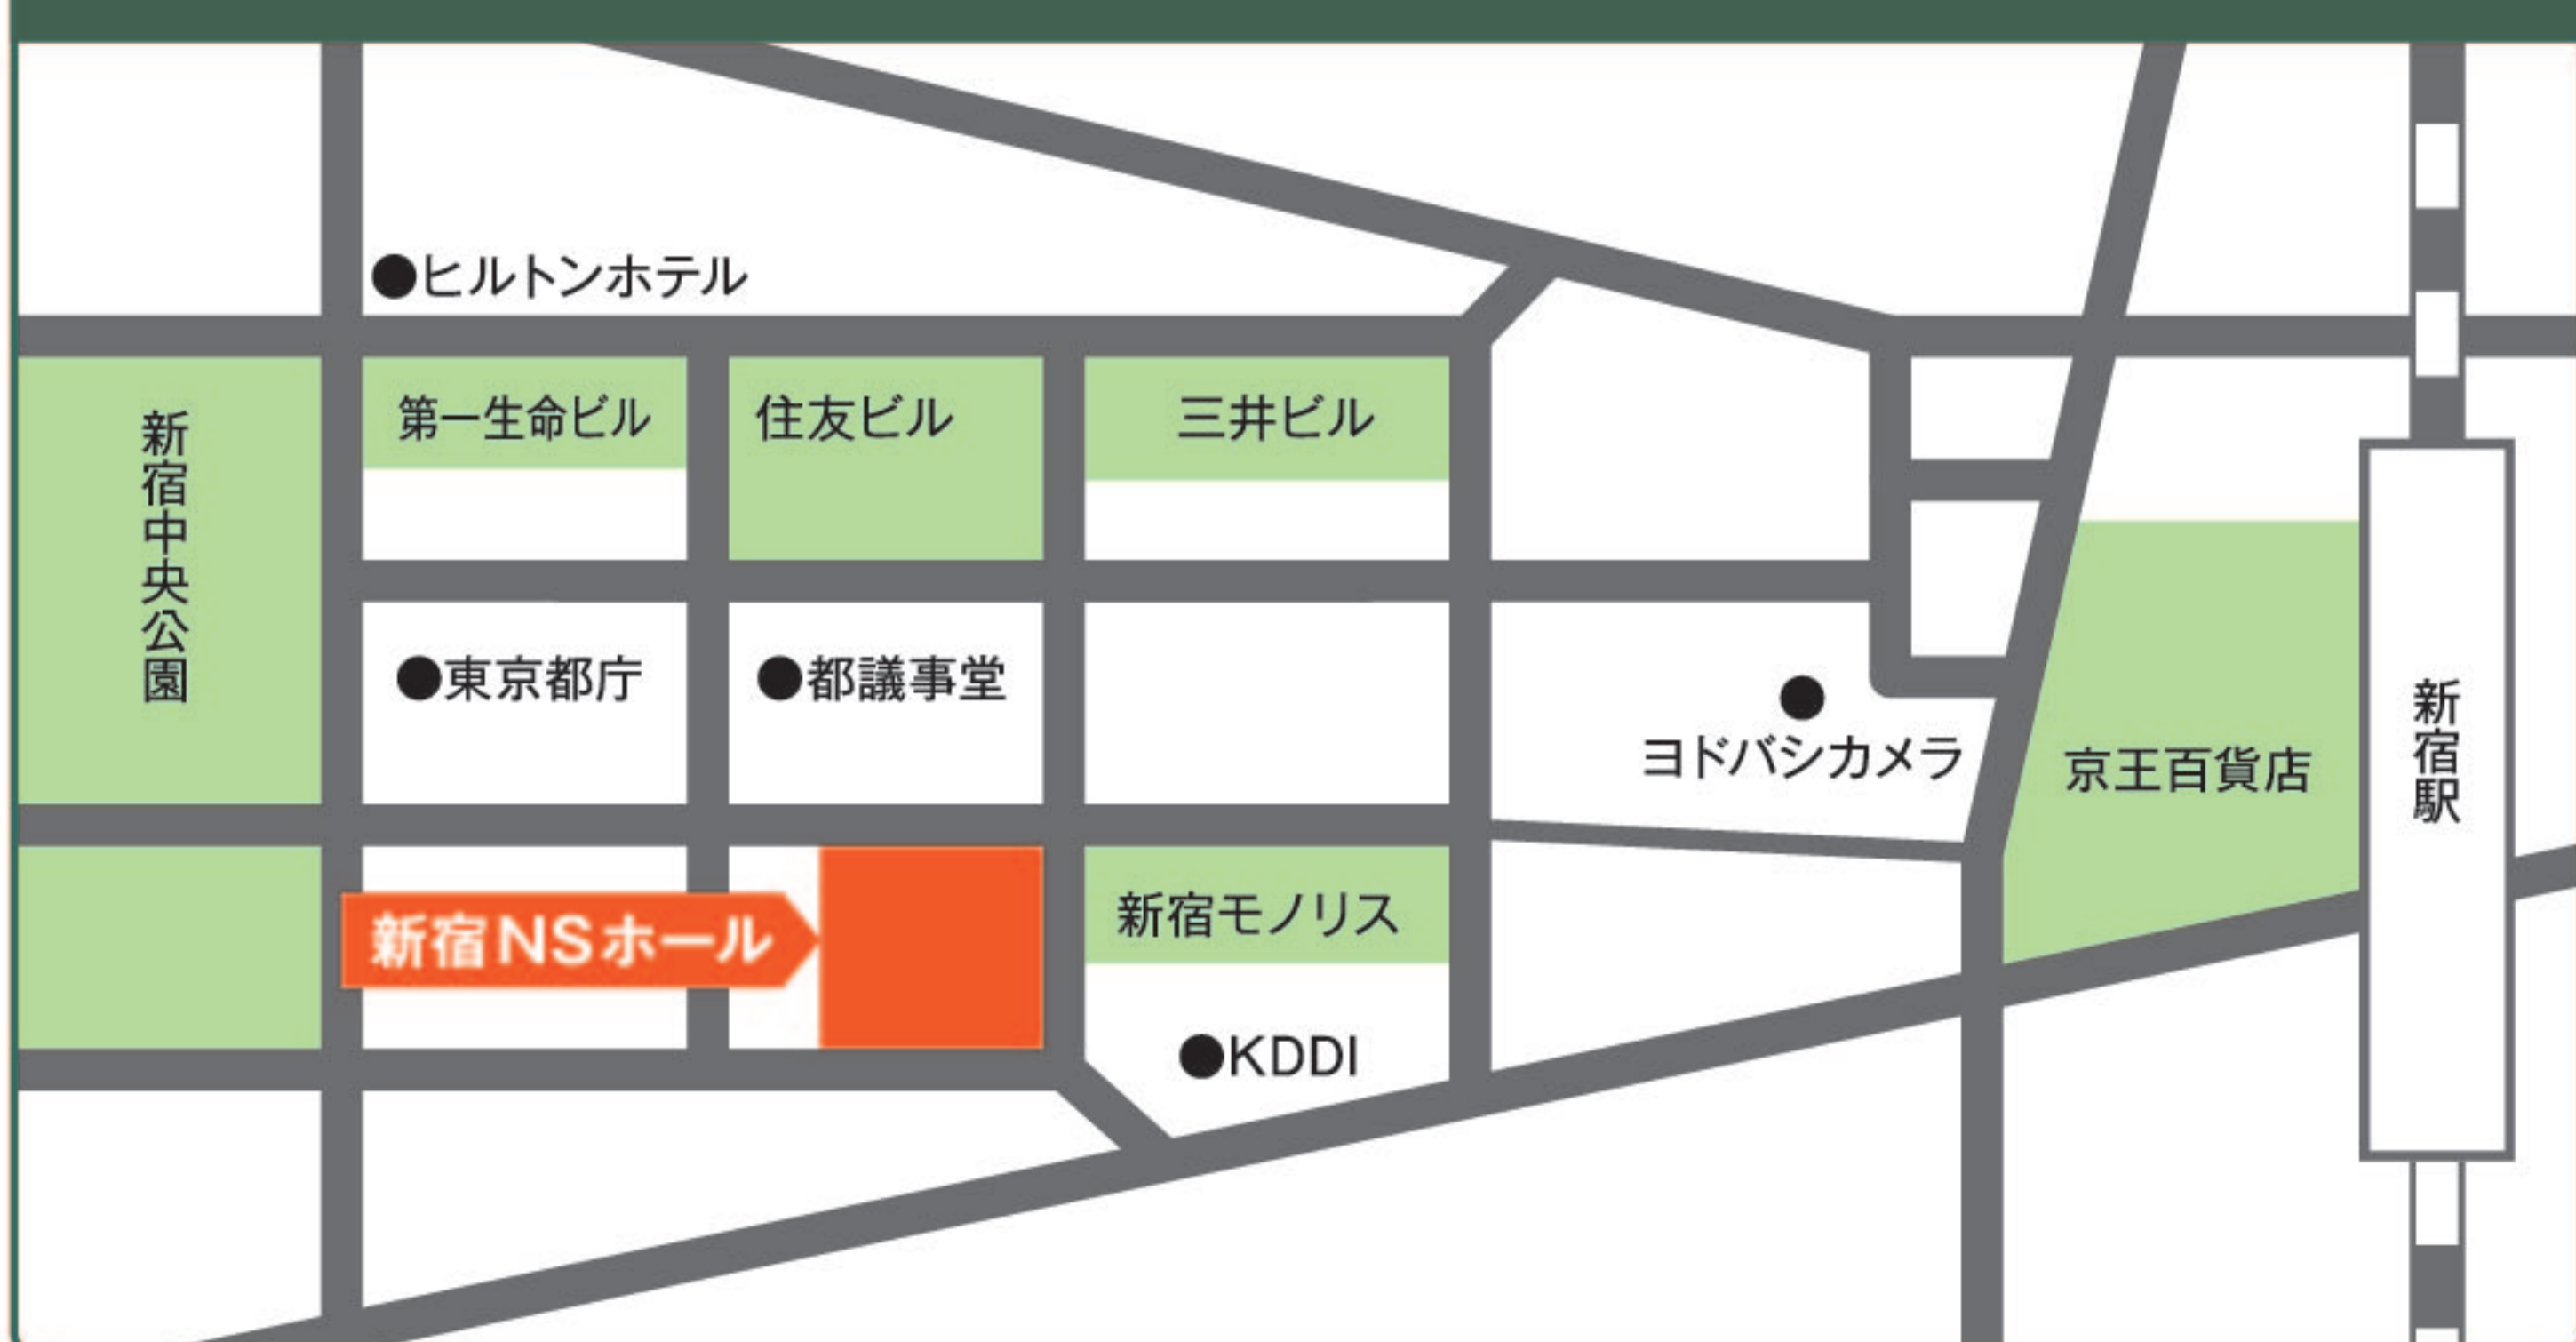 ヒルトンホテル
新宿中央公園
第一生命ビル
住友ビル
三井ビル
東京都庁
都議事堂
ヨドバシカメラ
京王百貨店
新宿駅
新宿NSホール
新宿モノリス
KDDI